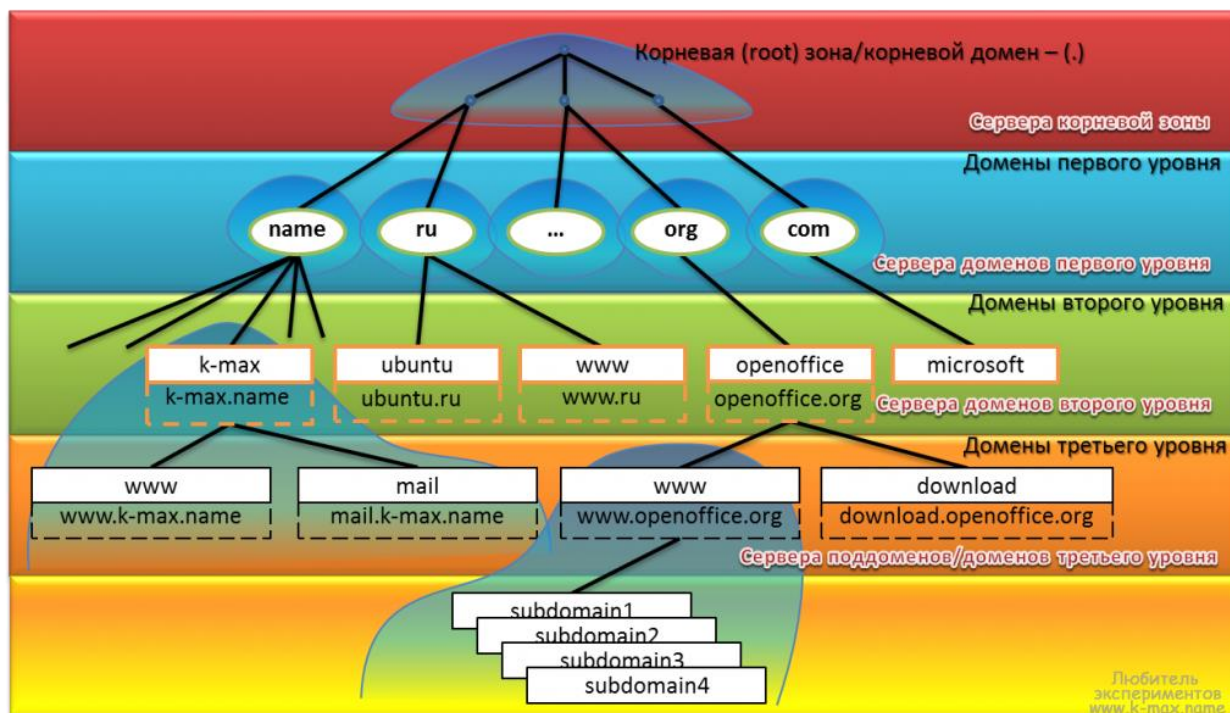 Корневая (root) зона/корневой домен – (.)
Сервера корневой зоны
Домены первого уровня
name
ru
...
org
com
Сервера доменов первого уровня
Домены второго уровня
k-max
ubuntu
www
openoffice
microsoft
k-max.name
ubuntu.ru
www.ru
openoffice.org
Сервера доменов второго уровня
Домены третьего уровня
www
mail
www
download
www.k-max.name
mail.k-max.name
www.openoffice.org
download.openoffice.org
Сервера поддоменов/доменов третьего уровня
subdomain1
subdomain2
subdomain3
subdomain4
Любитель
экспериментов
www.k-max.name